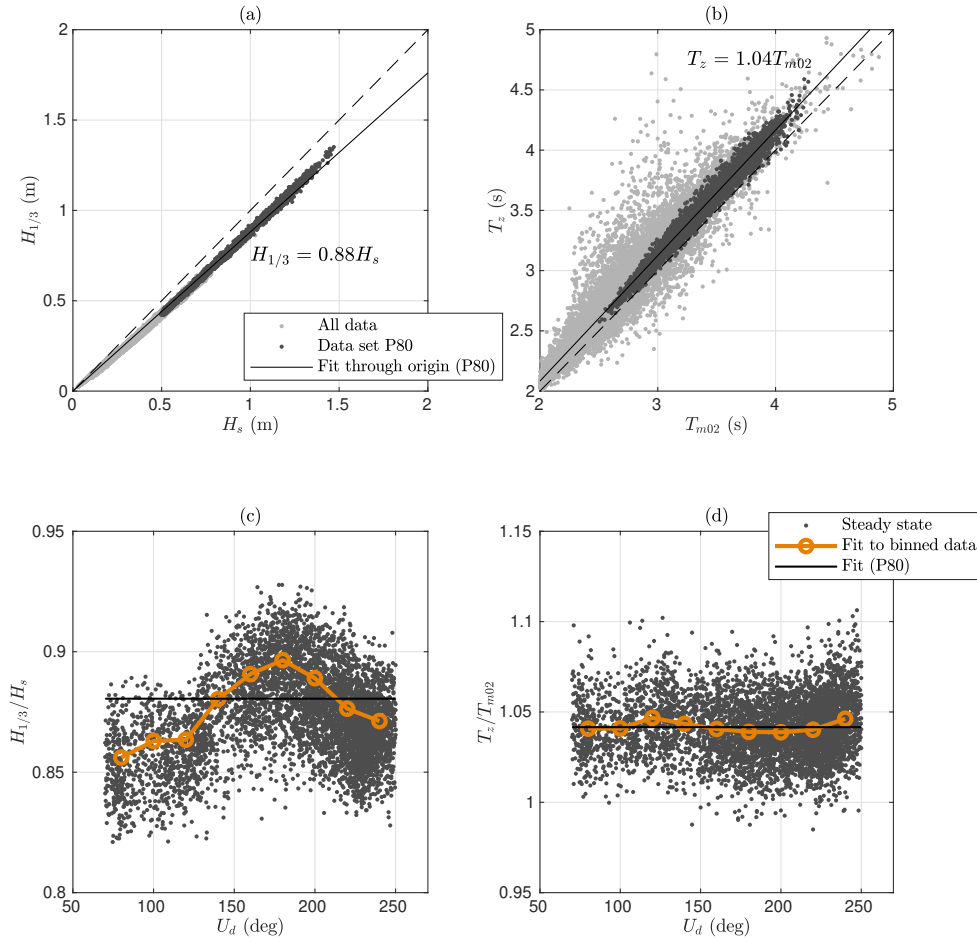 (a)
2
1.5
1
0.5
0
0
0.5
1
1.5
2
H_{1/3} (m)
H_s (m)
H_{1/3} = 0.88H_s
All data
Data set P80
Fit through origin (P80)
(b)
5
4.5
4
3.5
3
2.5
2
2
3
4
5
T_z (s)
T_{m02} (s)
T_z = 1.04T_{m02}
(c)
0.95
0.9
0.85
0.8
50
100
150
200
250
H_{1/3}/H_s
U_d (deg)
(d)
1.15
1.1
1.05
1
0.95
50
100
150
200
250
T_z/T_{m02}
U_d (deg)
Steady state
Fit to binned data
Fit (P80)